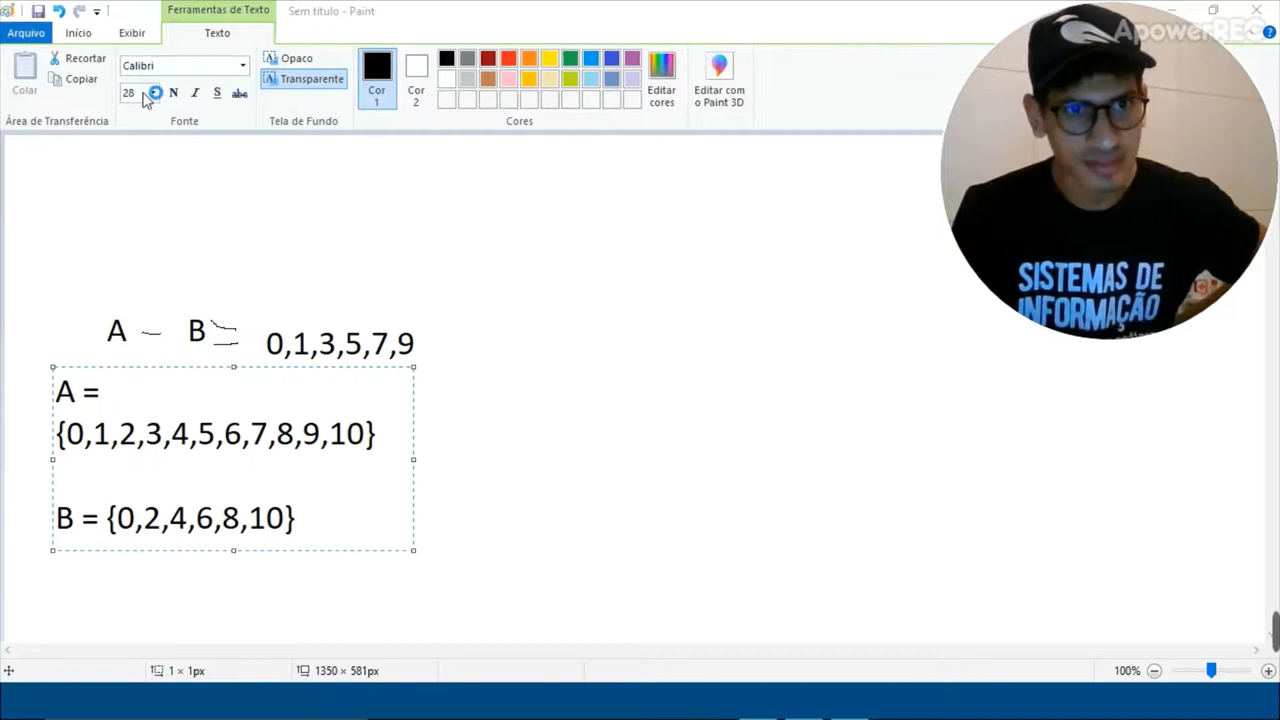 Ferramentas de Texto
Sem título - Paint
Arquivo Início Exibir Texto
ApowerREC
Colar
Recortar
Copiar
Área de Transferência
Calibri
28 N I S abc
Fonte
Opaco
Transparente
Tela de Fundo
Cor 1
Cor 2
Cores
Editar cores
Editar com o Paint 3D
SISTEMAS DE
INFORMAÇÃO
A - B = 0,1,3,5,7,9
A =
{0,1,2,3,4,5,6,7,8,9,10}
B = {0,2,4,6,8,10}
1 × 1px
1350 × 581px
100%